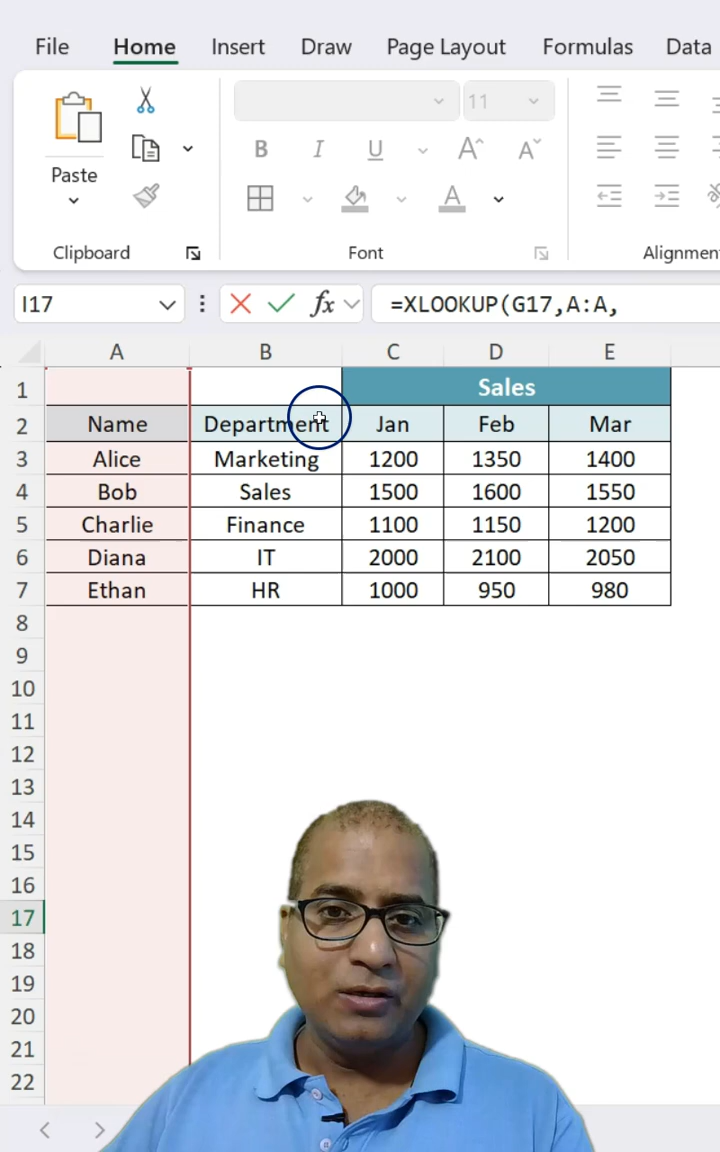 File Home Insert Draw Page Layout Formulas Data
11
B I U A A
Paste A
Clipboard Font Alignmen
I17 fx =XLOOKUP(G17,A:A,
A B C D E
1 Sales
2 Name Department Jan Feb Mar
3 Alice Marketing 1200 1350 1400
4 Bob Sales 1500 1600 1550
5 Charlie Finance 1100 1150 1200
6 Diana IT 2000 2100 2050
7 Ethan HR 1000 950 980
8
9
10
11
12
13
14
15
16
17
18
19
20
21
22